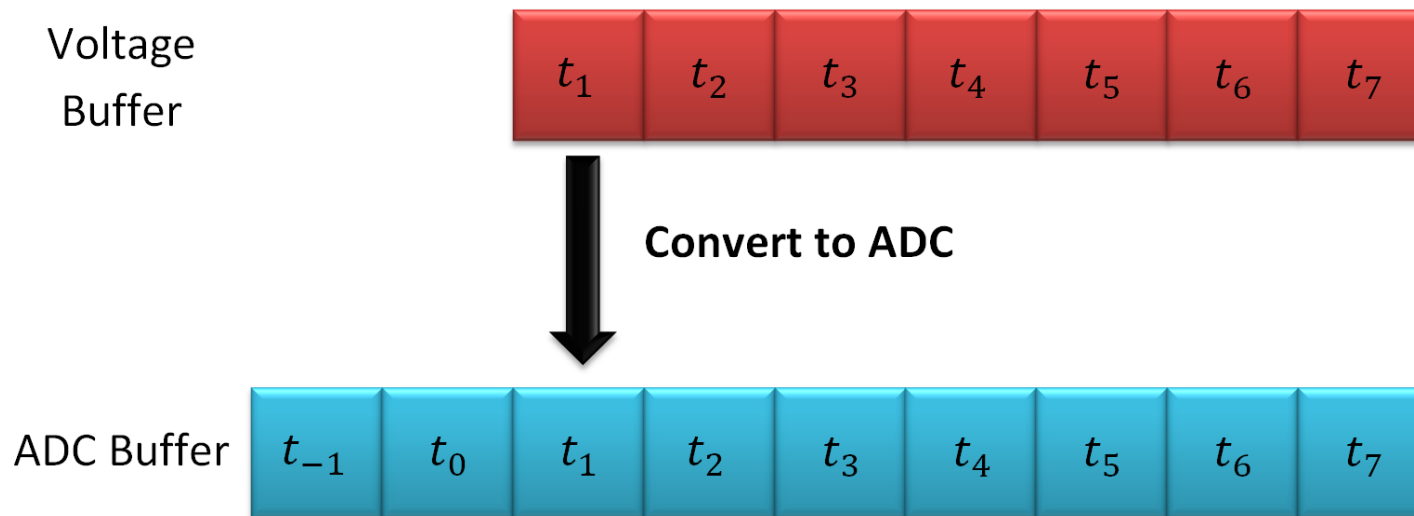 Voltage
Buffer
t₁ t₂ t₃ t₄ t₅ t₆ t₇
Convert to ADC
ADC Buffer t₋₁ t₀ t₁ t₂ t₃ t₄ t₅ t₆ t₇